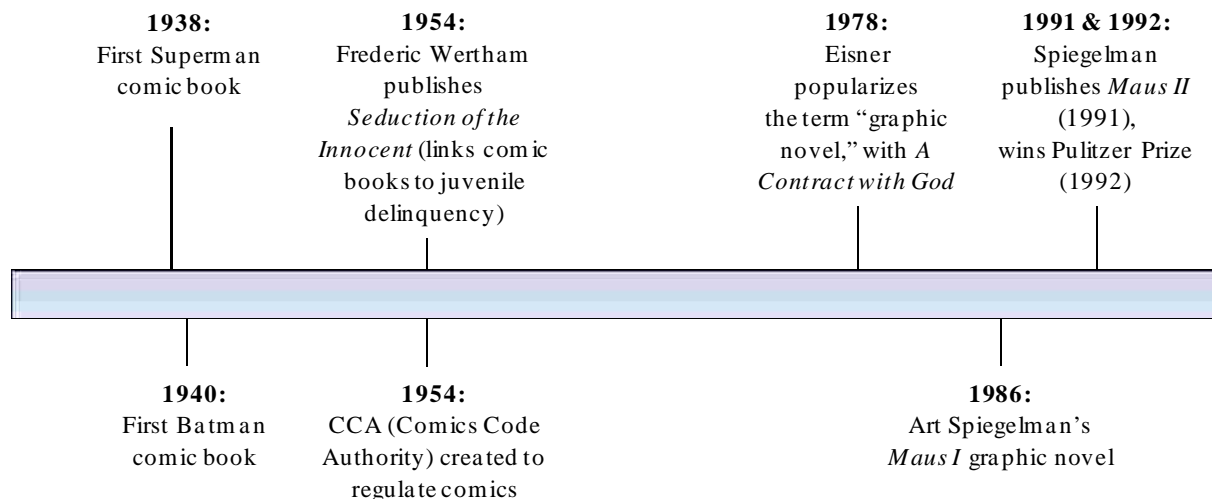 1938:
First Superman
comic book
1954:
Frederic Wertham
publishes
Seduction of the
Innocent (links comic
books to juvenile
delinquency)
1978:
Eisner
popularizes
the term “graphic
novel,” with A
Contract with God
1991 & 1992:
Spiegelman
publishes Maus II
(1991),
wins Pulitzer Prize
(1992)
1940:
First Batman
comic book
1954:
CCA (Comics Code
Authority) created to
regulate comics
1986:
Art Spiegelman’s
Maus I graphic novel